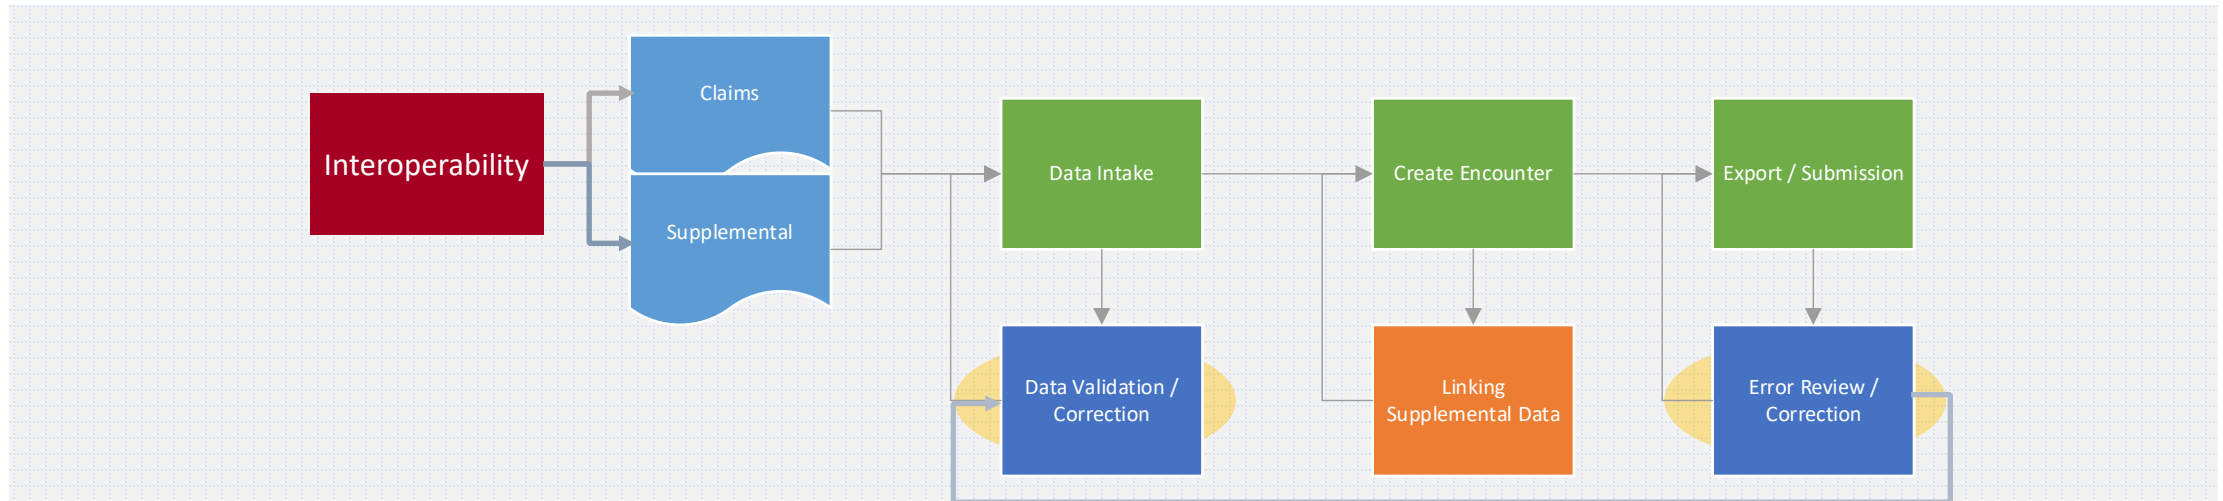 Claims
Interoperability
Supplemental
Data Intake
Create Encounter
Export / Submission
Data Validation /
Correction
Linking
Supplemental Data
Error Review /
Correction